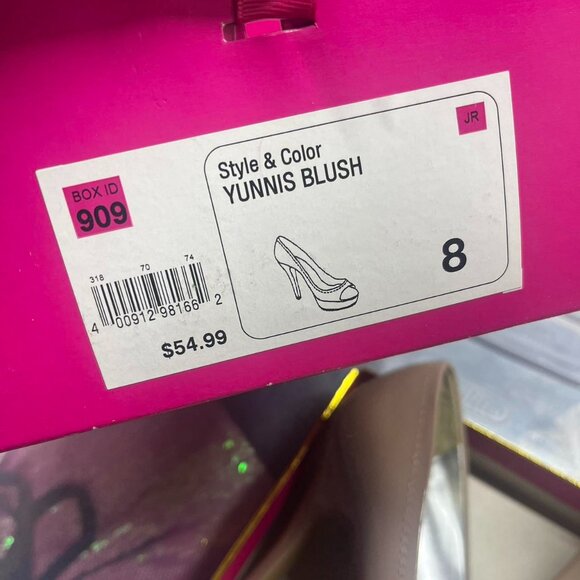 BOX ID
909
Style & Color
YUNNIS BLUSH
JR
8
318 70 74
4 00912 98166 2
$54.99